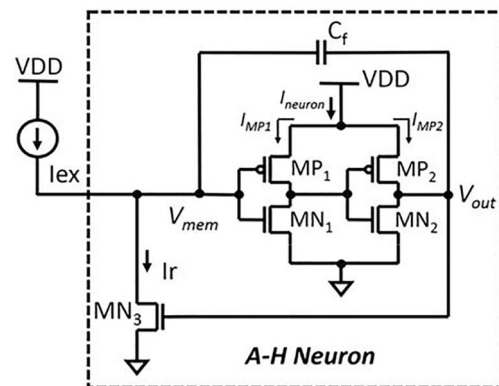 C_f
VDD
VDD
I_neuron
I_MP1
I_MP2
MP_1
MP_2
Iex
V_mem
MN_1
MN_2
V_out
Ir
MN_3
A-H Neuron